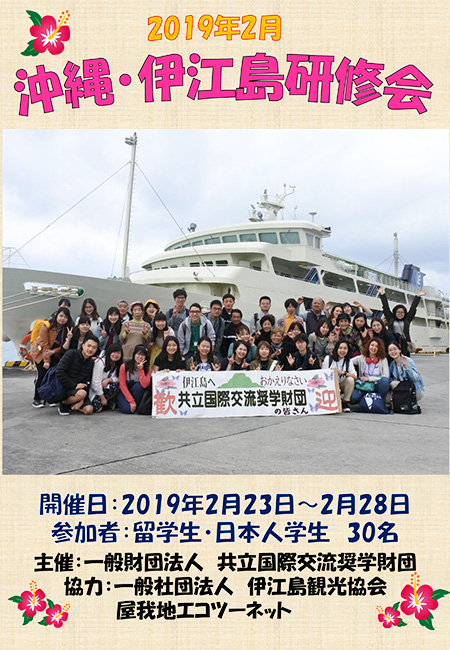 2019年2月
沖縄・伊江島研修会
伊江島へ おかえりなさい
歓 共立国際交流奨学財団 の皆さん 迎
開催日：2019年2月23日～2月28日
参加者：留学生・日本人学生 30名
主催：一般財団法人 共立国際交流奨学財団
協力：一般社団法人 伊江島観光協会
屋我地エコツーネット